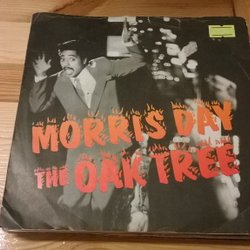 MORRIS DAY
THE OAK TREE